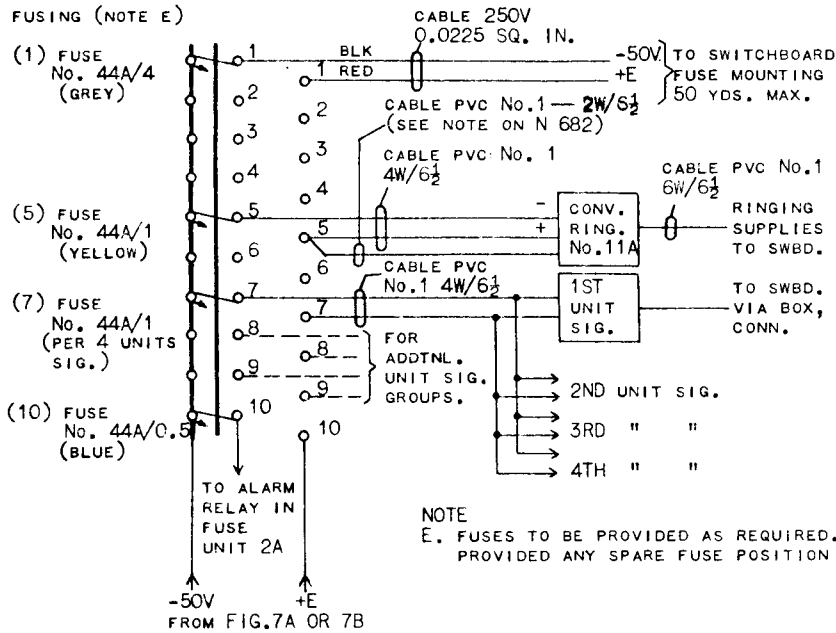 FUSING (NOTE E)
CABLE 250V
0.0225 SQ. IN.
(1) FUSE
No. 44A/4
(GREY)
1
BLK
1 RED
-50V
+E
TO SWITCHBOARD
FUSE MOUNTING
50 YDS. MAX.
2
2
CABLE PVC No.1 — 2W/6½
(SEE NOTE ON N 682)
3
3
CABLE PVC No. 1
4W/6½
4
4
CABLE PVC No.1
6W/6½
(5) FUSE
No. 44A/1
(YELLOW)
5
5
-
+
CONV.
RING.
No.11A
RINGING
SUPPLIES
TO SWBD.
6
6
CABLE PVC
No.1 4W/6½
(7) FUSE
No. 44A/1
(PER 4 UNITS
SIG.)
7
7
1ST
UNIT
SIG.
TO SWBD.
VIA BOX,
CONN.
8
8
9
9
FOR
ADDTNL.
UNIT SIG.
GROUPS.
2ND UNIT SIG.
3RD " "
4TH " "
(10) FUSE
No. 44A/0.5
(BLUE)
10
10
TO ALARM
RELAY IN
FUSE
UNIT 2A
NOTE
E. FUSES TO BE PROVIDED AS REQUIRED.
PROVIDED ANY SPARE FUSE POSITION
-50V
+E
FROM FIG.7A OR 7B